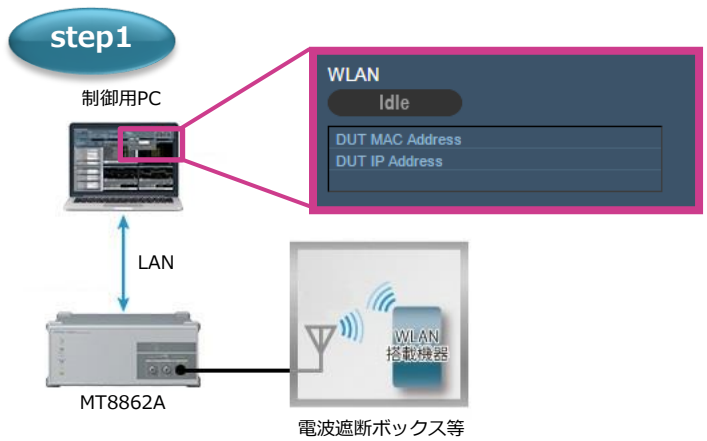 step1
制御用PC
WLAN
Idle
DUT MAC Address
DUT IP Address
LAN
WLAN
搭載機器
MT8862A
電波遮断ボックス等